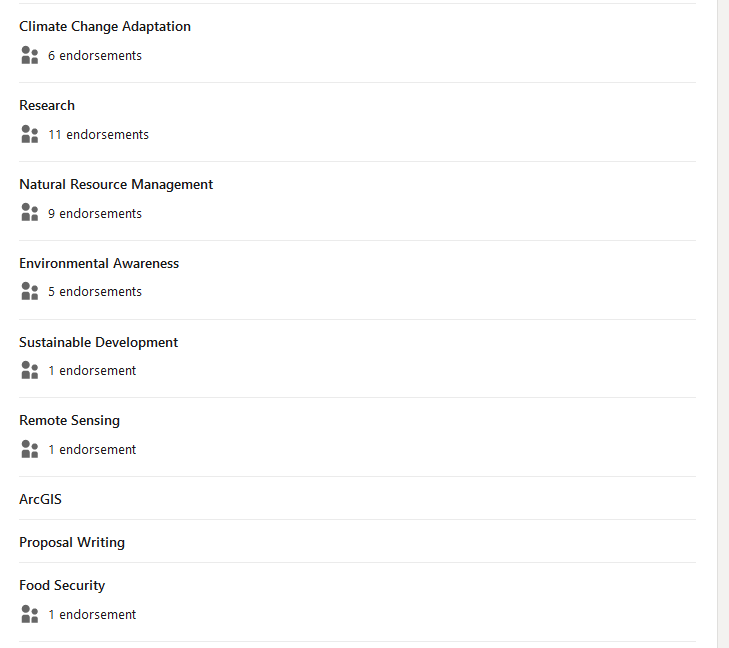 Climate Change Adaptation
6 endorsements
Research
11 endorsements
Natural Resource Management
9 endorsements
Environmental Awareness
5 endorsements
Sustainable Development
1 endorsement
Remote Sensing
1 endorsement
ArcGIS
Proposal Writing
Food Security
1 endorsement